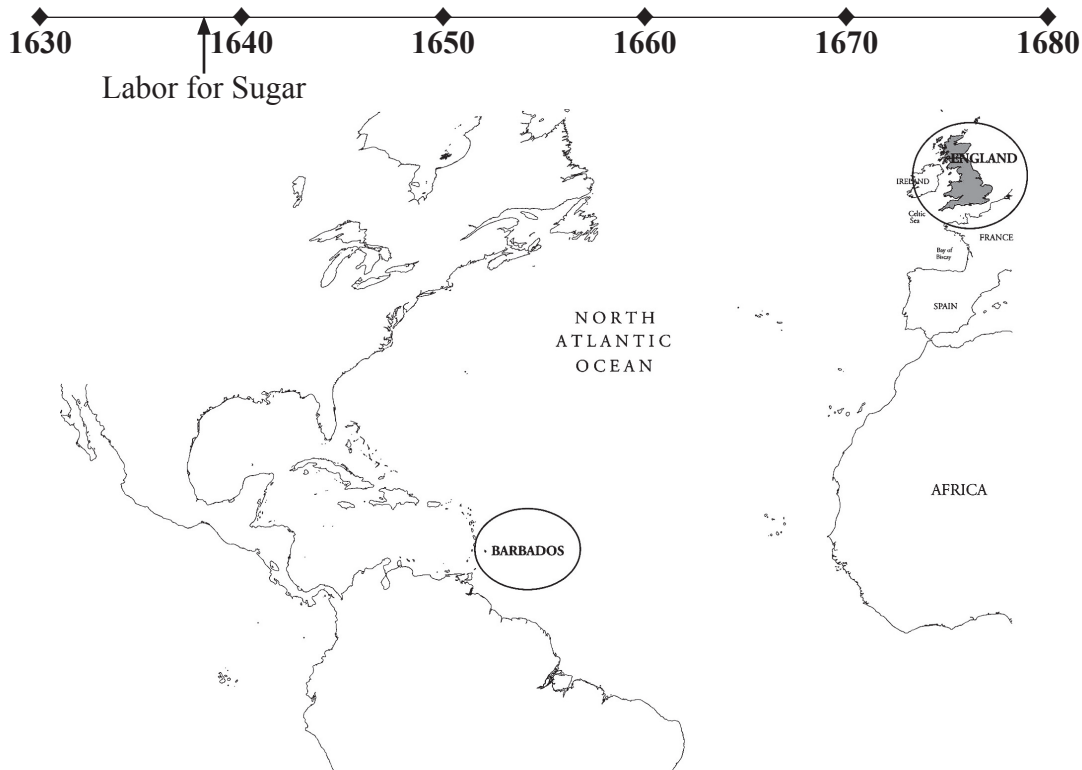 1630 1640 1650 1660 1670 1680
Labor for Sugar
ENGLAND
IRELAND
Celtic
Sea
FRANCE
Bay of
Biscay
SPAIN
NORTH
ATLANTIC
OCEAN
AFRICA
BARBADOS